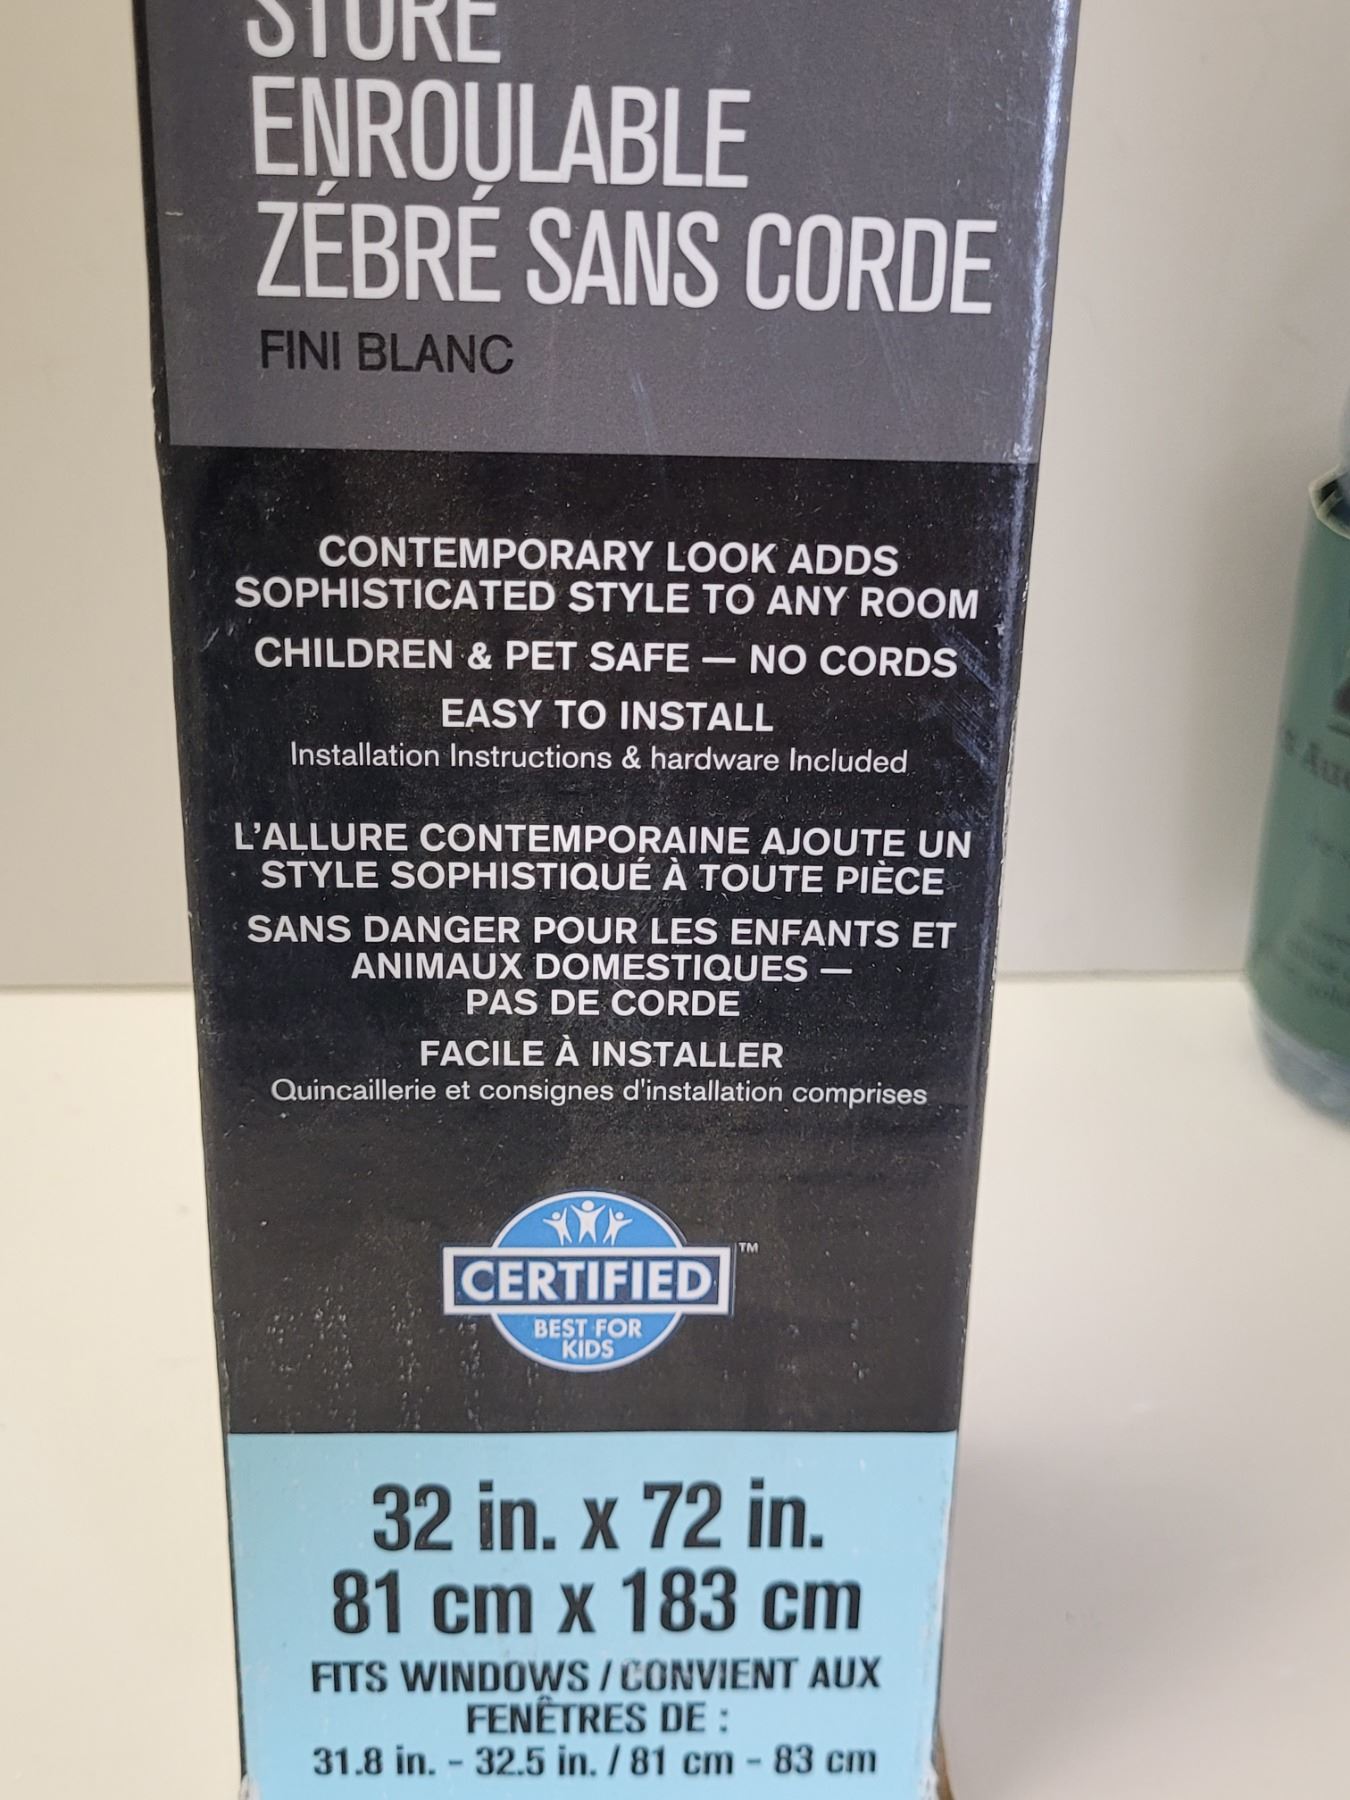 STORE
ENROULABLE
ZÉBRÉ SANS CORDE
FINI BLANC
CONTEMPORARY LOOK ADDS
SOPHISTICATED STYLE TO ANY ROOM
CHILDREN & PET SAFE — NO CORDS
EASY TO INSTALL
Installation Instructions & hardware Included
L'ALLURE CONTEMPORAINE AJOUTE UN
STYLE SOPHISTIQUÉ À TOUTE PIÈCE
SANS DANGER POUR LES ENFANTS ET
ANIMAUX DOMESTIQUES —
PAS DE CORDE
FACILE À INSTALLER
Quincaillerie et consignes d'installation comprises
CERTIFIED™
BEST FOR
KIDS
32 in. x 72 in.
81 cm x 183 cm
FITS WINDOWS / CONVIENT AUX
FENÊTRES DE :
31.8 in. - 32.5 in. / 81 cm - 83 cm